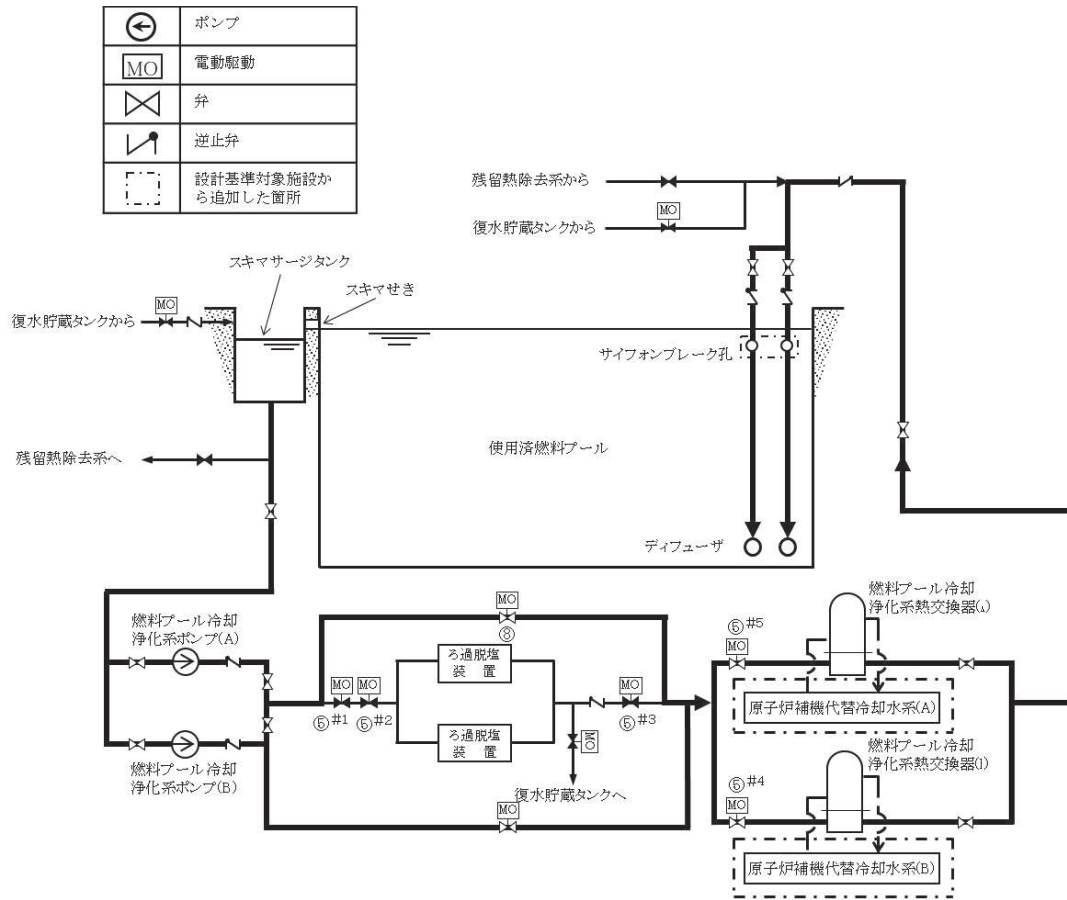 ポンプ
MO
電動駆動
弁
逆止弁
設計基準対象施設か
ら追加した箇所
残留熱除去系から
MO
復水貯蔵タンクから
スキマサージタンク
スキマせき
MO
復水貯蔵タンクから
サイフォンブレーク孔
使用済燃料プール
残留熱除去系へ
ディフューザ
燃料プール冷却
浄化系ポンプ(A)
MO
⑧
ろ過脱塩
装 置
MO
MO
⑤#1
⑤#2
MO
⑤#3
ろ過脱塩
装 置
MO
復水貯蔵タンクへ
MO
燃料プール冷却
浄化系ポンプ(B)
燃料プール冷却
浄化系熱交換器(A)
⑤#5
MO
原子炉補機代替冷却水系(A)
燃料プール冷却
浄化系熱交換器
⑤#4
MO
原子炉補機代替冷却水系(B)